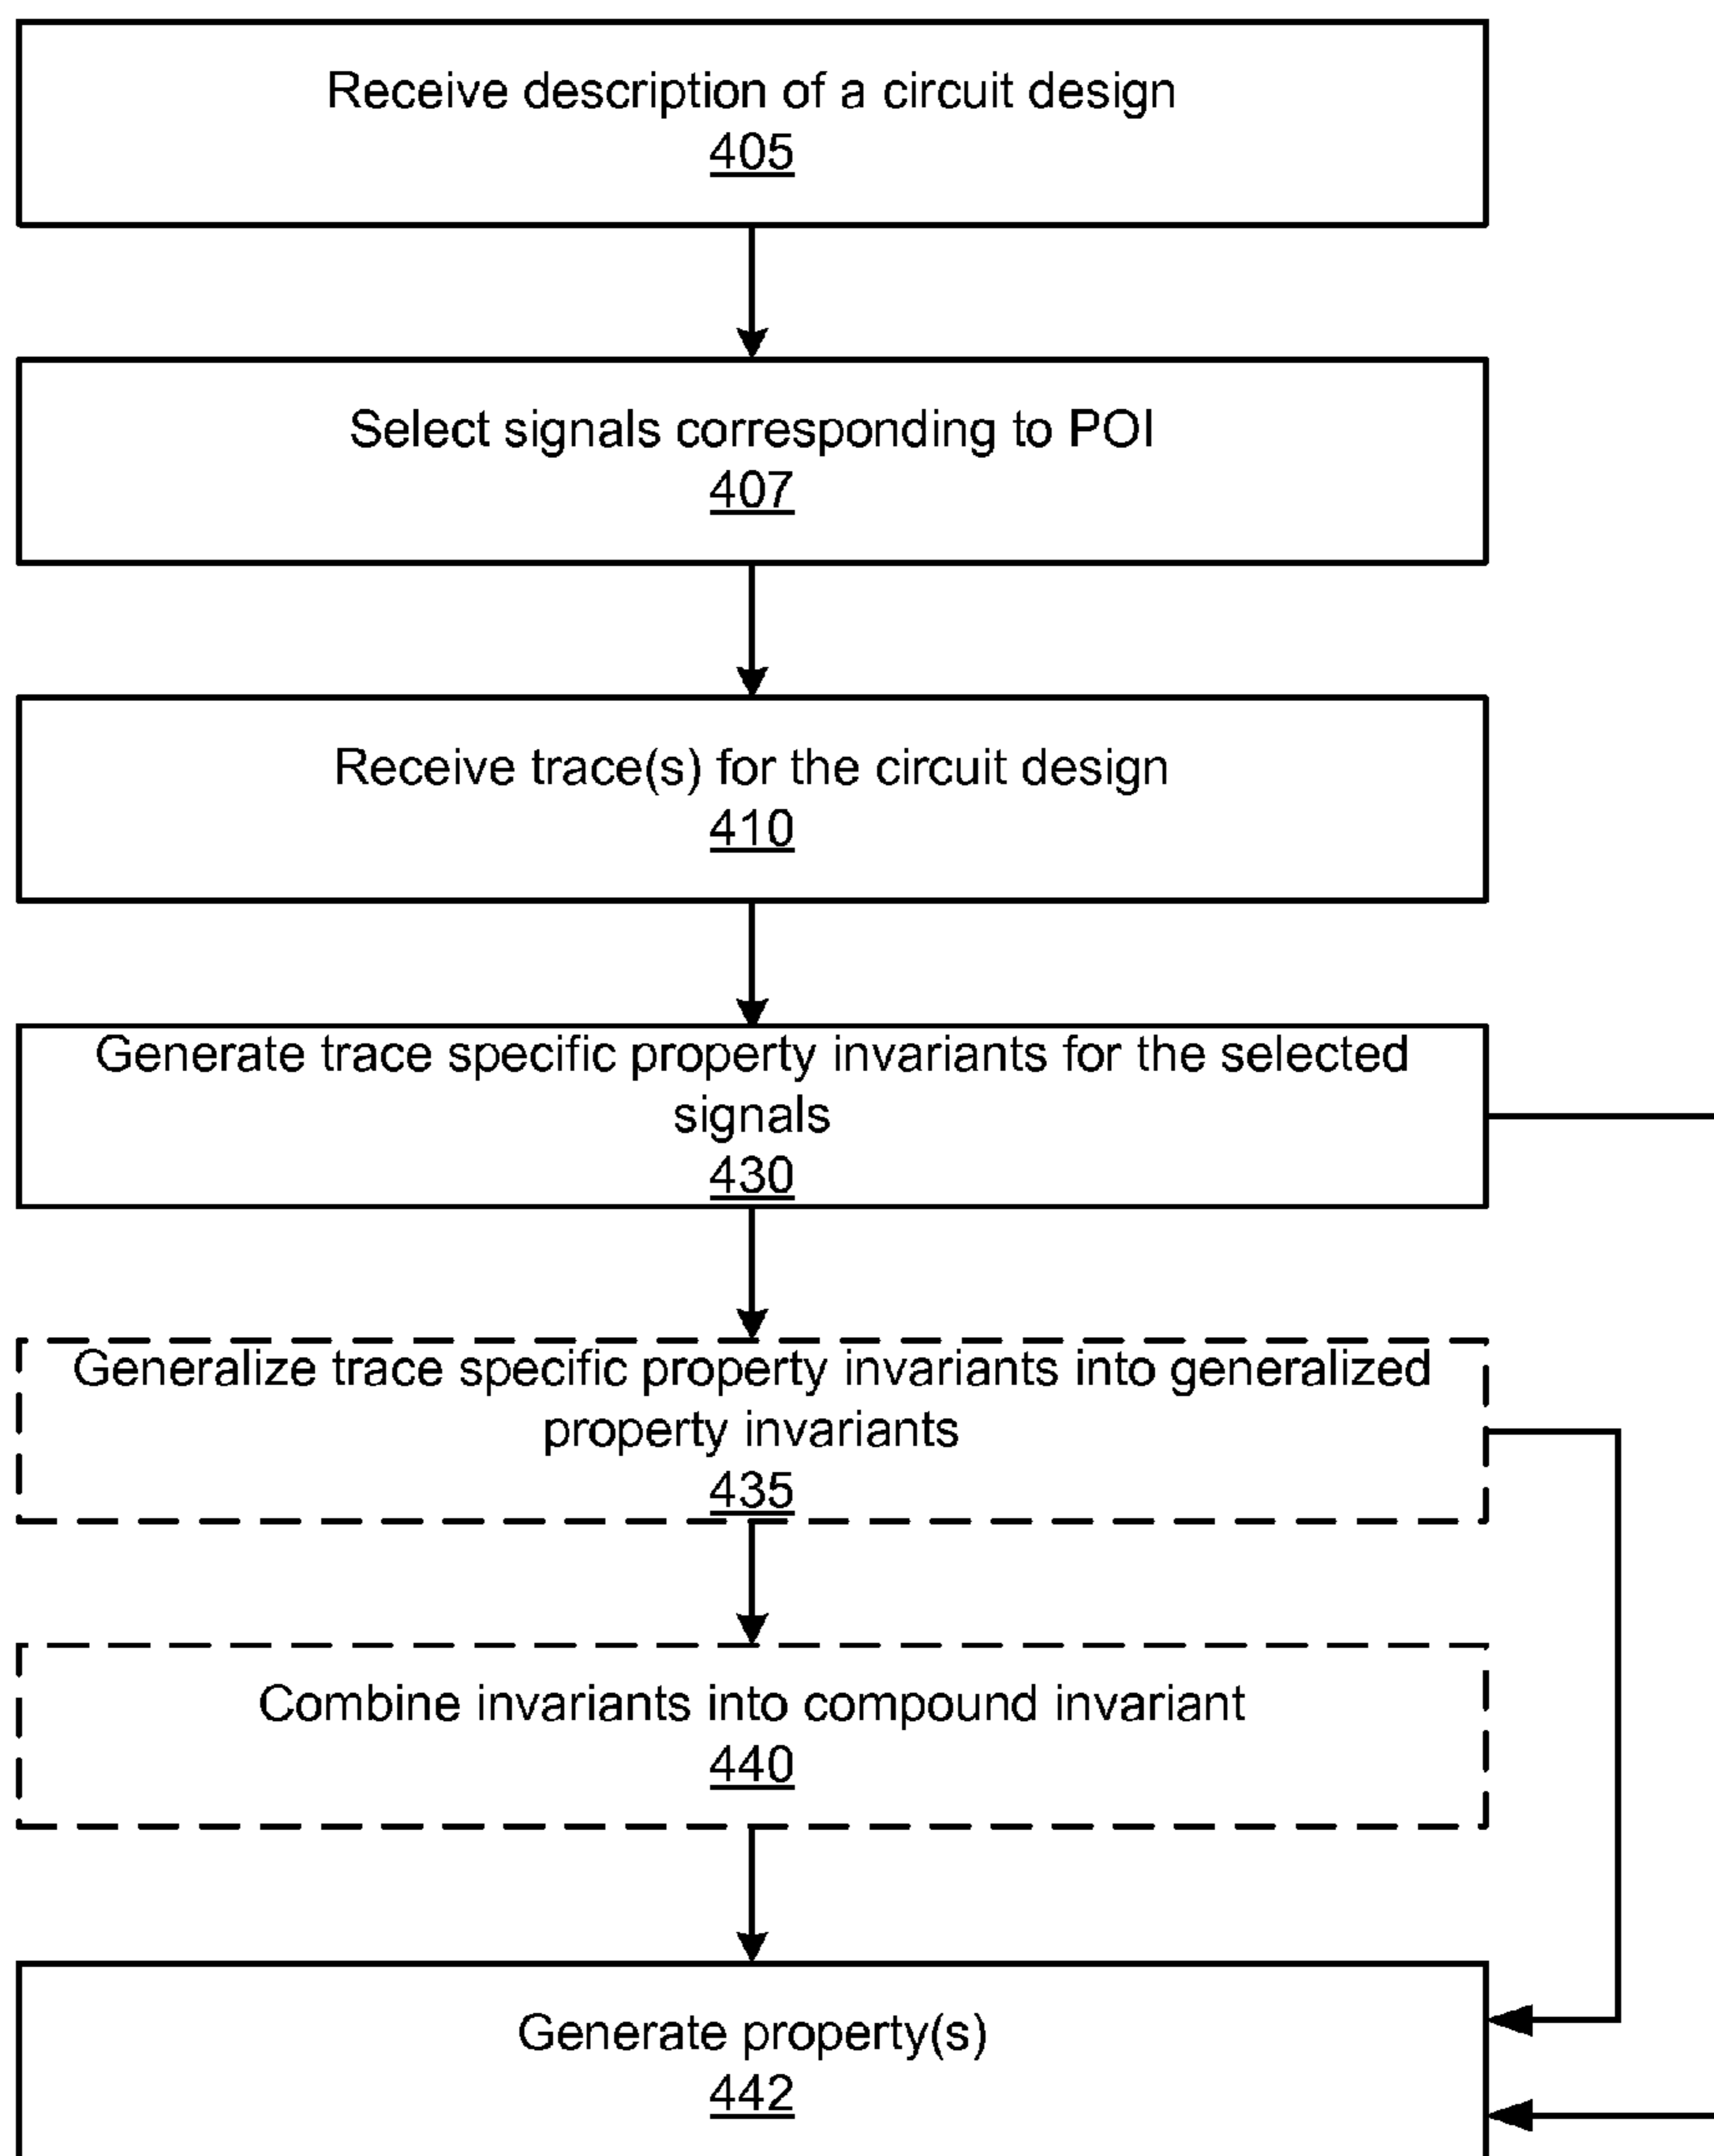 Receive description of a circuit design
405
Select signals corresponding to POI
407
Receive trace(s) for the circuit design
410
Generate trace specific property invariants for the selected
signals
430
Generalize trace specific property invariants into generalized
property invariants
435
Combine invariants into compound invariant
440
Generate property(s)
442